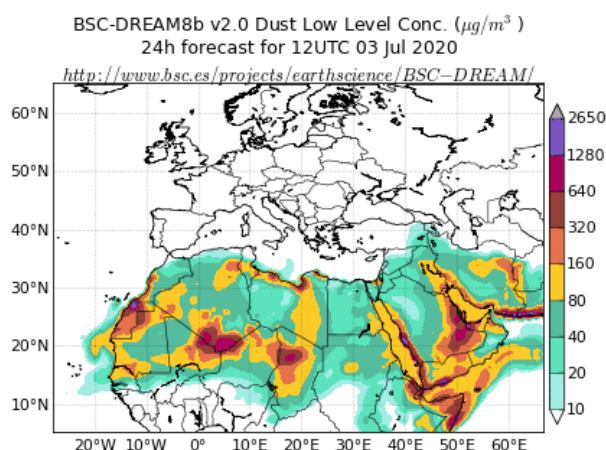 BSC-DREAM8b v2.0 Dust Low Level Conc. (μg/m³ )
24h forecast for 12UTC 03 Jul 2020
http://www.bsc.es/projects/earthscience/BSC−DREAM/
60°N
50°N
40°N
30°N
20°N
10°N
20°W 10°W 0° 10°E 20°E 30°E 40°E 50°E 60°E
2650
1280
640
320
160
80
40
20
10